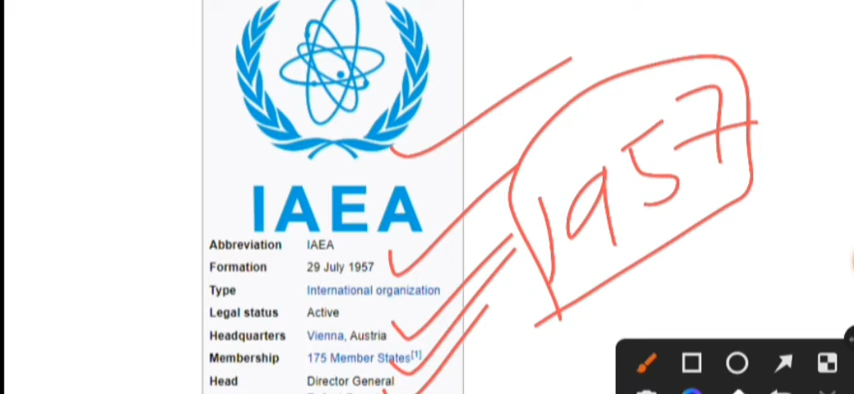 IAEA
Abbreviation IAEA
Formation 29 July 1957
Type International organization
Legal status Active
Headquarters Vienna, Austria
Membership 175 Member States[1]
Head Director General
1957